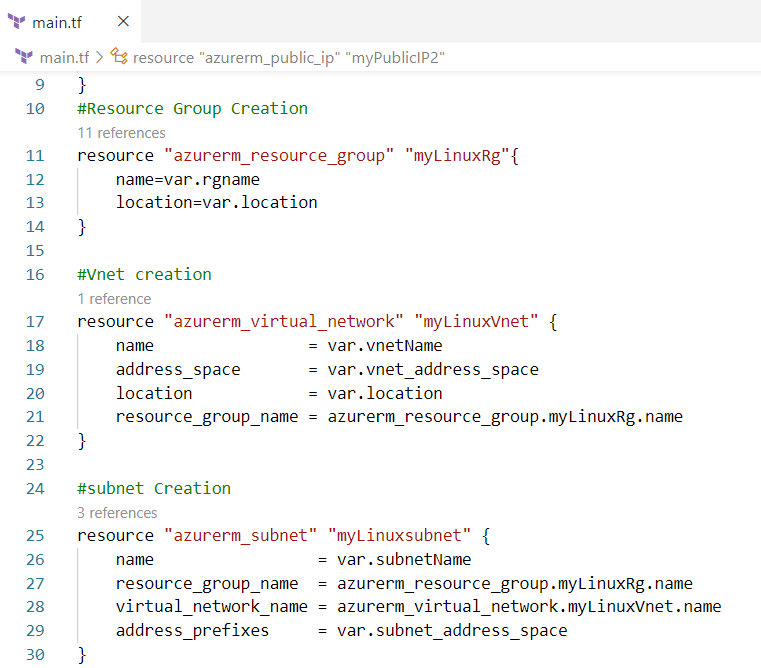 main.tf ×
main.tf > resource "azurerm_public_ip" "myPublicIP2"
9 }
10 #Resource Group Creation
11 references
11 resource "azurerm_resource_group" "myLinuxRg"{
12 name=var.rgname
13 location=var.location
14 }
15
16 #Vnet creation
1 reference
17 resource "azurerm_virtual_network" "myLinuxVnet" {
18 name = var.vnetName
19 address_space = var.vnet_address_space
20 location = var.location
21 resource_group_name = azurerm_resource_group.myLinuxRg.name
22 }
23
24 #subnet Creation
3 references
25 resource "azurerm_subnet" "myLinuxsubnet" {
26 name = var.subnetName
27 resource_group_name = azurerm_resource_group.myLinuxRg.name
28 virtual_network_name = azurerm_virtual_network.myLinuxVnet.name
29 address_prefixes = var.subnet_address_space
30 }